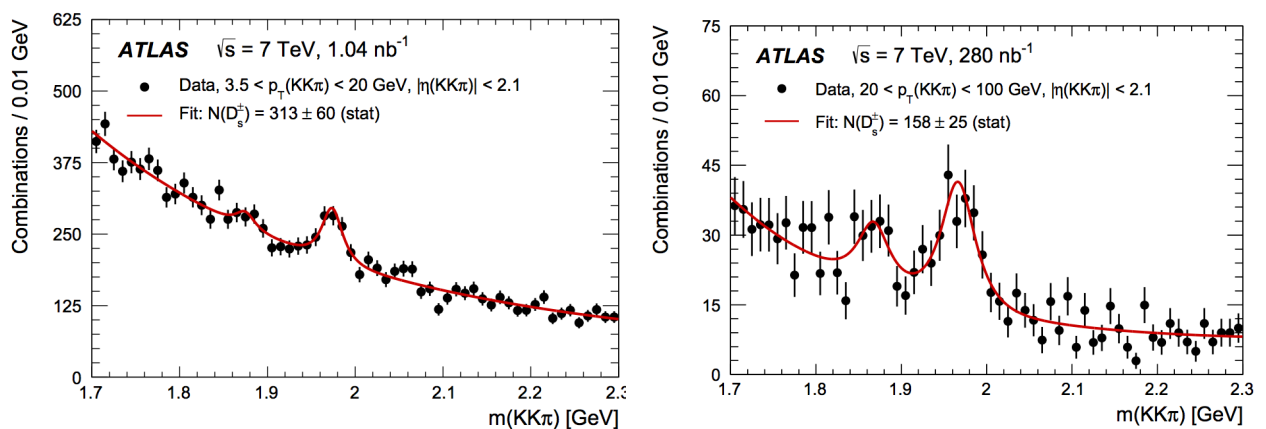 ATLAS √s = 7 TeV, 1.04 nb⁻¹
Data, 3.5 < p_T(KKπ) < 20 GeV, |η(KKπ)| < 2.1
Fit: N(D_s^±) = 313 ± 60 (stat)
Combinations / 0.01 GeV
625
500
375
250
125
0
1.7 1.8 1.9 2 2.1 2.2 2.3
m(KKπ) [GeV]
ATLAS √s = 7 TeV, 280 nb⁻¹
Data, 20 < p_T(KKπ) < 100 GeV, |η(KKπ)| < 2.1
Fit: N(D_s^±) = 158 ± 25 (stat)
Combinations / 0.01 GeV
75
60
45
30
15
0
1.7 1.8 1.9 2 2.1 2.2 2.3
m(KKπ) [GeV]